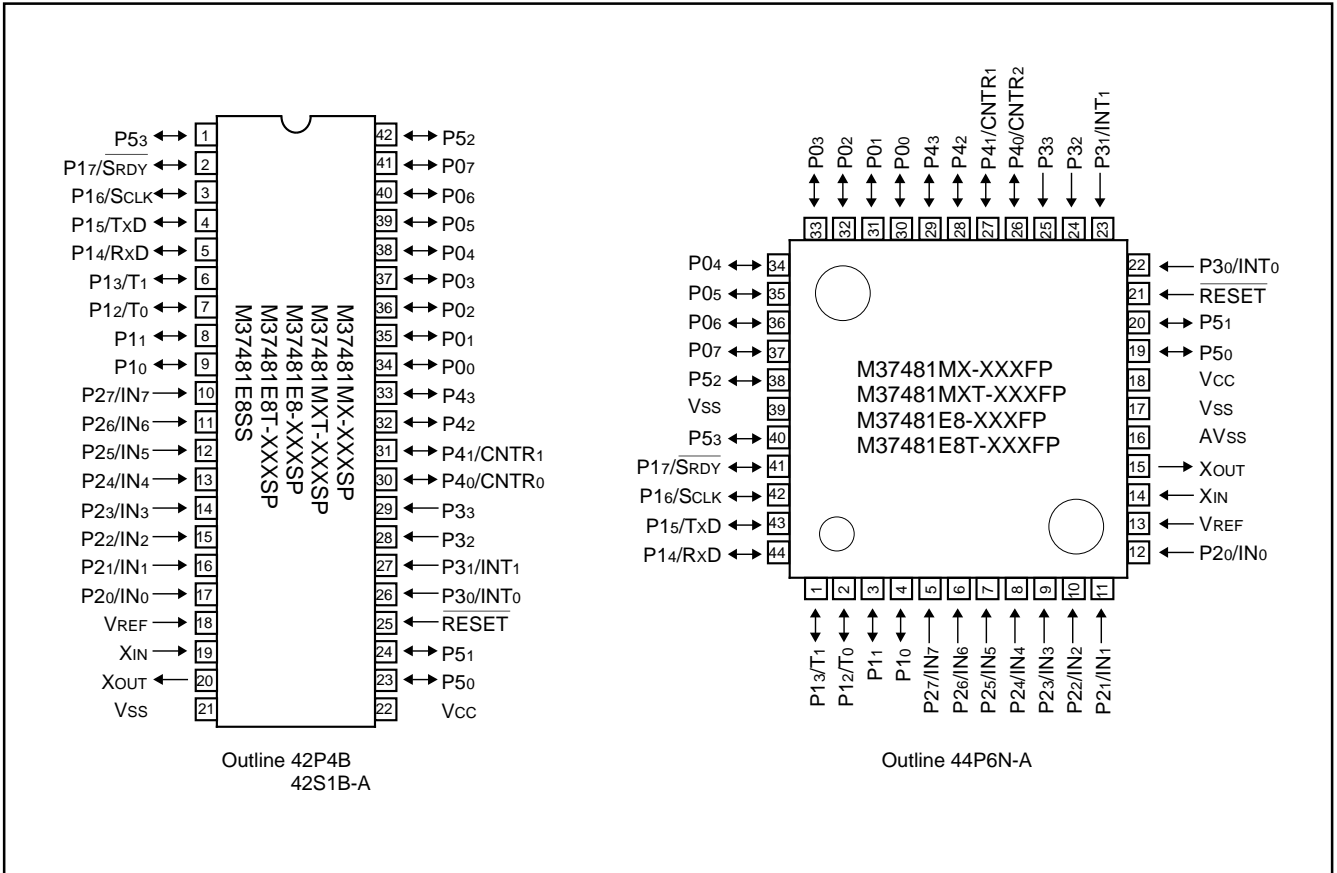 P53 1
P17/SRDY 2
P16/SCLK 3
P15/TxD 4
P14/RxD 5
P13/T1 6
P12/T0 7
P11 8
P10 9
P27/IN7 10
P26/IN6 11
P25/IN5 12
P24/IN4 13
P23/IN3 14
P22/IN2 15
P21/IN1 16
P20/IN0 17
VREF 18
XIN 19
XOUT 20
VSS 21
M37481MX-XXXSP
M37481MXT-XXXSP
M37481E8-XXXSP
M37481E8T-XXXSP
M37481E8SS
42 P52
41 P07
40 P06
39 P05
38 P04
37 P03
36 P02
35 P01
34 P00
33 P43
32 P42
31 P41/CNTR1
30 P40/CNTR0
29 P33
28 P32
27 P31/INT1
26 P30/INT0
25 RESET
24 P51
23 P50
22 VCC
Outline 42P4B
42S1B-A
P03 33
P02 32
P01 31
P00 30
P43 29
P42 28
P41/CNTR1 27
P40/CNTR2 26
P33 25
P32 24
P31/INT1 23
P04 34
P05 35
P06 36
P07 37
P52 38
VSS 39
P53 40
P17/SRDY 41
P16/SCLK 42
P15/TxD 43
P14/RxD 44
M37481MX-XXXFP
M37481MXT-XXXFP
M37481E8-XXXFP
M37481E8T-XXXFP
22 P30/INT0
21 RESET
20 P51
19 P50
18 VCC
17 VSS
16 AVSS
15 XOUT
14 XIN
13 VREF
12 P20/IN0
1 P13/T1
2 P12/T0
3 P11
4 P10
5 P27/IN7
6 P26/IN6
7 P25/IN5
8 P24/IN4
9 P23/IN3
10 P22/IN2
11 P21/IN1
Outline 44P6N-A